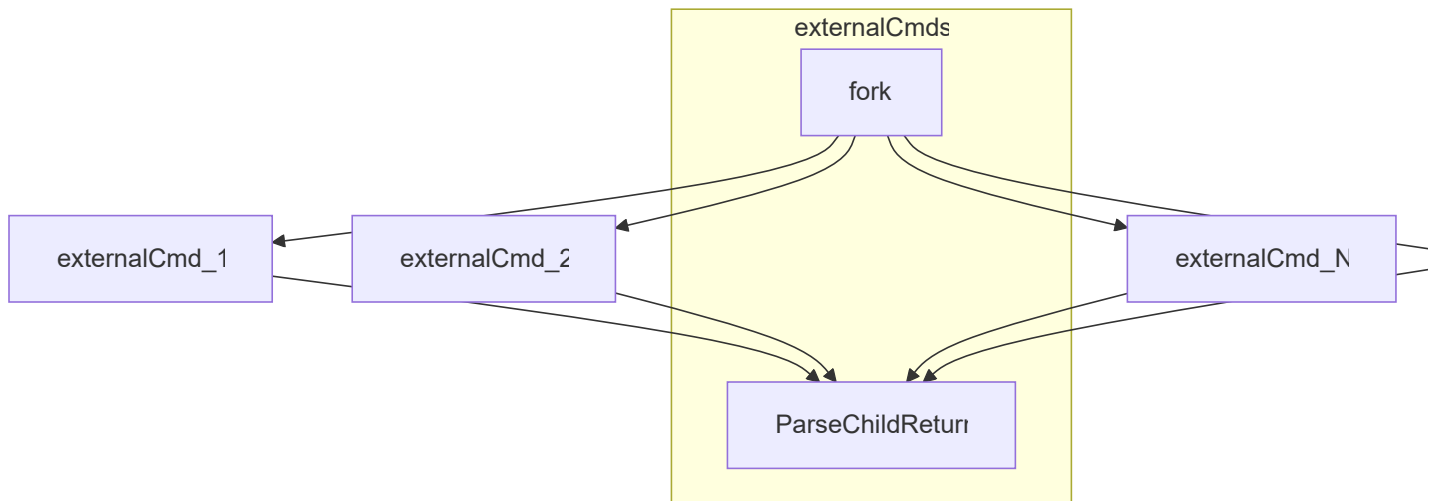 externalCmds
fork
externalCmd_1
externalCmd_2
externalCmd_N
ParseChildReturn